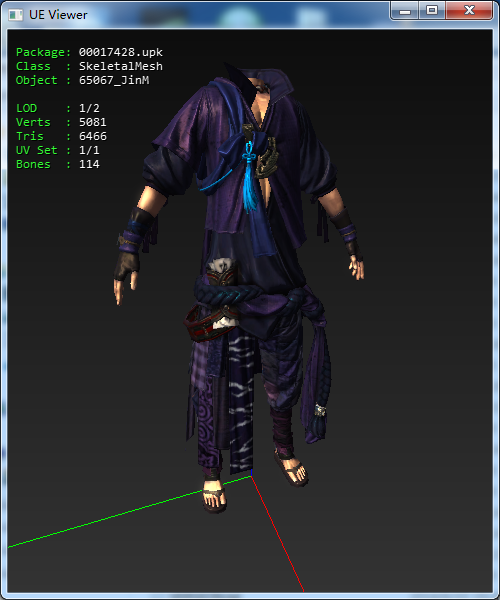 UE Viewer
Package: 00017428.upk
Class : SkeletalMesh
Object : 65067_JinM
LOD : 1/2
Verts : 5081
Tris : 6466
UV Set : 1/1
Bones : 114